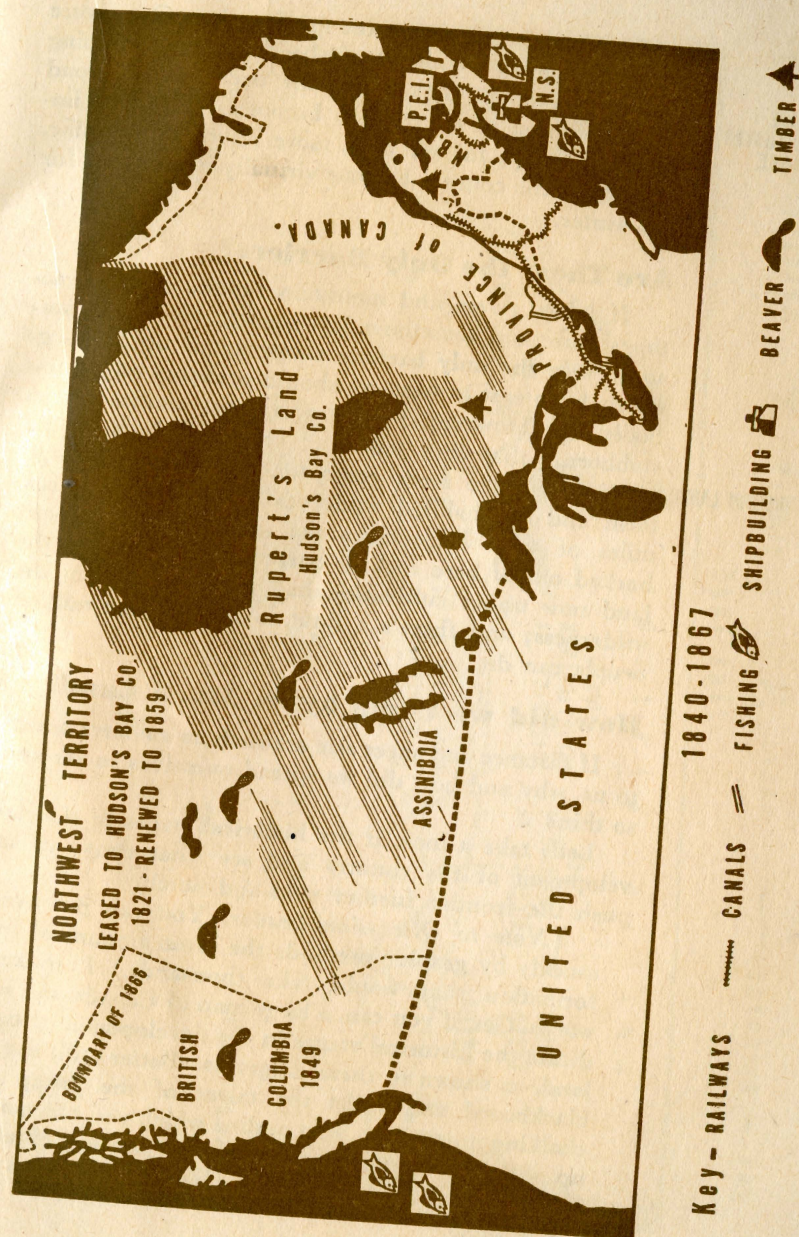 NORTHWEST TERRITORY
LEASED TO HUDSON'S BAY CO.
1821 - RENEWED TO 1859
BOUNDARY OF 1866
BRITISH
COLUMBIA
1849
Rupert's Land
Hudson's Bay Co.
ASSINIBOIA
PROVINCE of CANADA.
N.B.
P.E.I.
N.S.
UNITED STATES
1840-1867
Key - RAILWAYS CANALS FISHING SHIPBUILDING BEAVER TIMBER